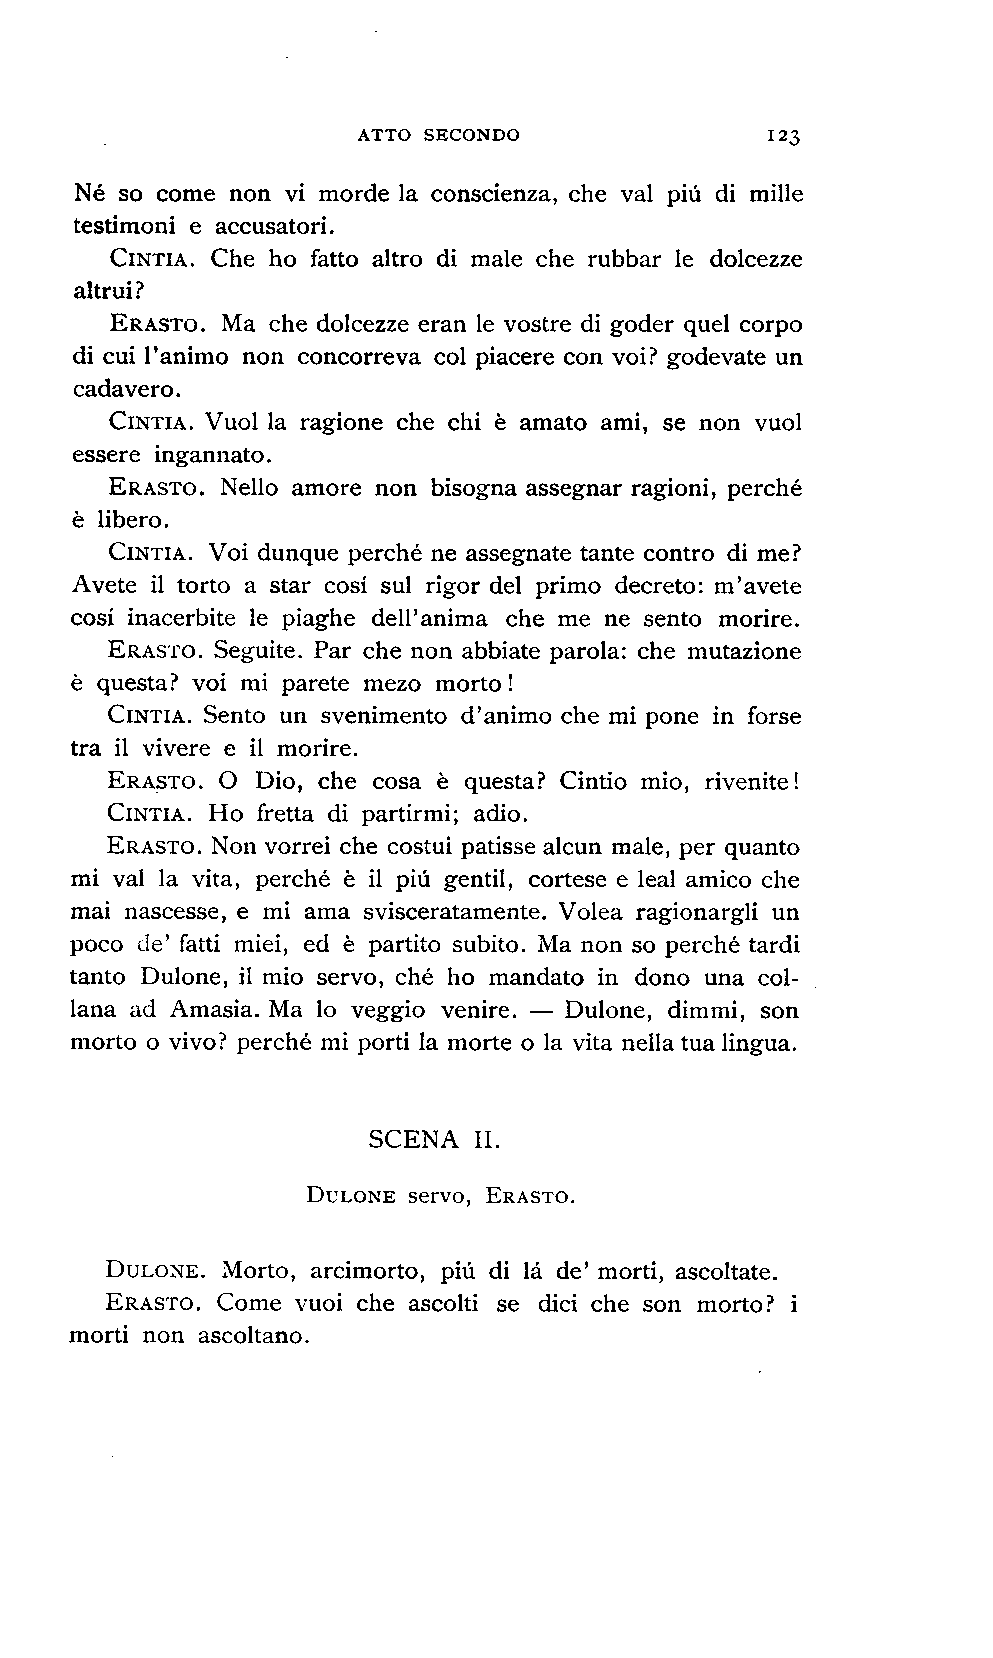 ATTO SECONDO 123
Né so come non vi morde la conscienza, che val piú di mille
testimoni e accusatori.
CINTIA. Che ho fatto altro di male che rubbar le dolcezze
altrui?
ERASTO. Ma che dolcezze eran le vostre di goder quel corpo
di cui l'animo non concorreva col piacere con voi? godevate un
cadavero.
CINTIA. Vuol la ragione che chi è amato ami, se non vuol
essere ingannato.
ERASTO. Nello amore non bisogna assegnar ragioni, perché
è libero.
CINTIA. Voi dunque perché ne assegnate tante contro di me?
Avete il torto a star cosí sul rigor del primo decreto: m'avete
cosí inacerbite le piaghe dell'anima che me ne sento morire.
ERASTO. Seguite. Par che non abbiate parola: che mutazione
è questa? voi mi parete mezo morto!
CINTIA. Sento un svenimento d'animo che mi pone in forse
tra il vivere e il morire.
ERASTO. O Dio, che cosa è questa? Cintio mio, rivenite!
CINTIA. Ho fretta di partirmi; adio.
ERASTO. Non vorrei che costui patisse alcun male, per quanto
mi val la vita, perché è il piú gentil, cortese e leal amico che
mai nascesse, e mi ama svisceratamente. Volea ragionargli un
poco de' fatti miei, ed è partito subito. Ma non so perché tardi
tanto Dulone, il mio servo, ché ho mandato in dono una col-
lana ad Amasia. Ma lo veggio venire. — Dulone, dimmi, son
morto o vivo? perché mi porti la morte o la vita nella tua lingua.
SCENA II.
DULONE servo, ERASTO.
DULONE. Morto, arcimorto, piú di lá de' morti, ascoltate.
ERASTO. Come vuoi che ascolti se dici che son morto? i
morti non ascoltano.